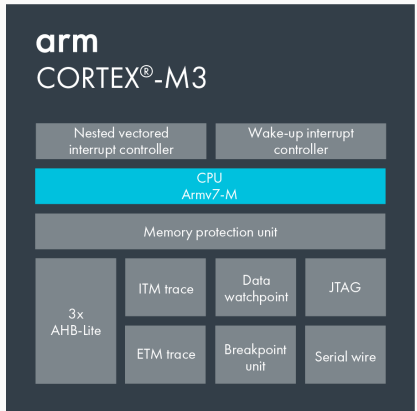 arm
CORTEX®-M3
Nested vectored
interrupt controller
Wake-up interrupt
controller
CPU
Armv7-M
Memory protection unit
3x
AHB-Lite
ITM trace
Data
watchpoint
JTAG
ETM trace
Breakpoint
unit
Serial wire